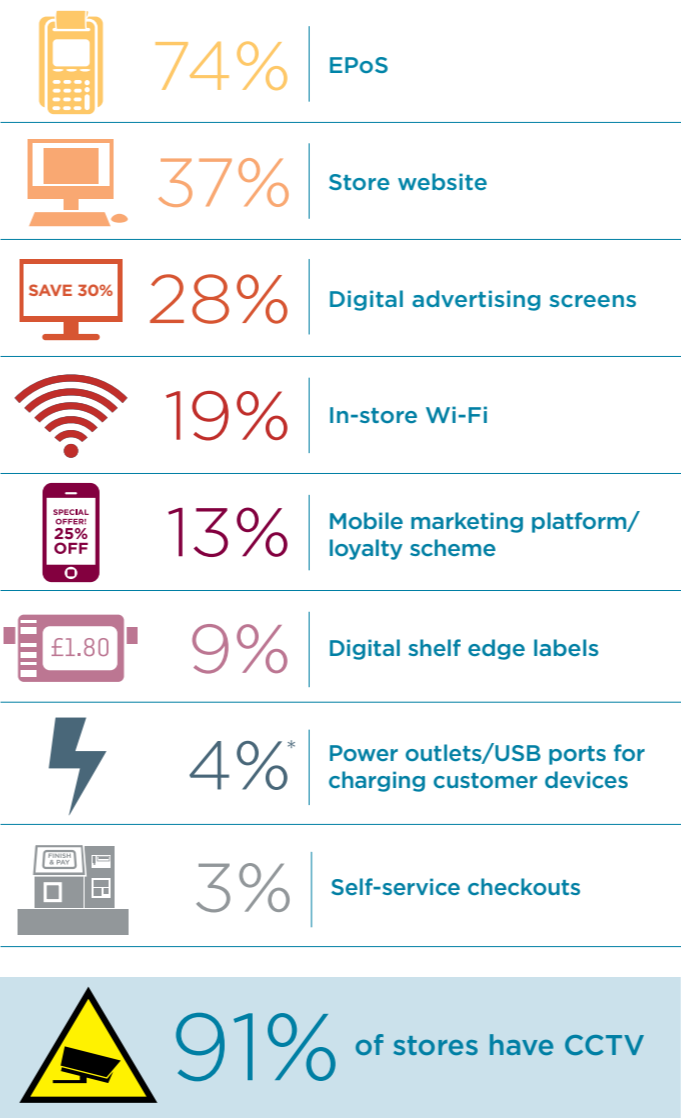 74%
EPoS
37%
Store website
SAVE 30%
28%
Digital advertising screens
19%
In-store Wi-Fi
SPECIAL
OFFER!
25%
OFF
13%
Mobile marketing platform/
loyalty scheme
£1.80
9%
Digital shelf edge labels
4%*
Power outlets/USB ports for
charging customer devices
FINISH
& PAY
3%
Self-service checkouts
91%
of stores have CCTV